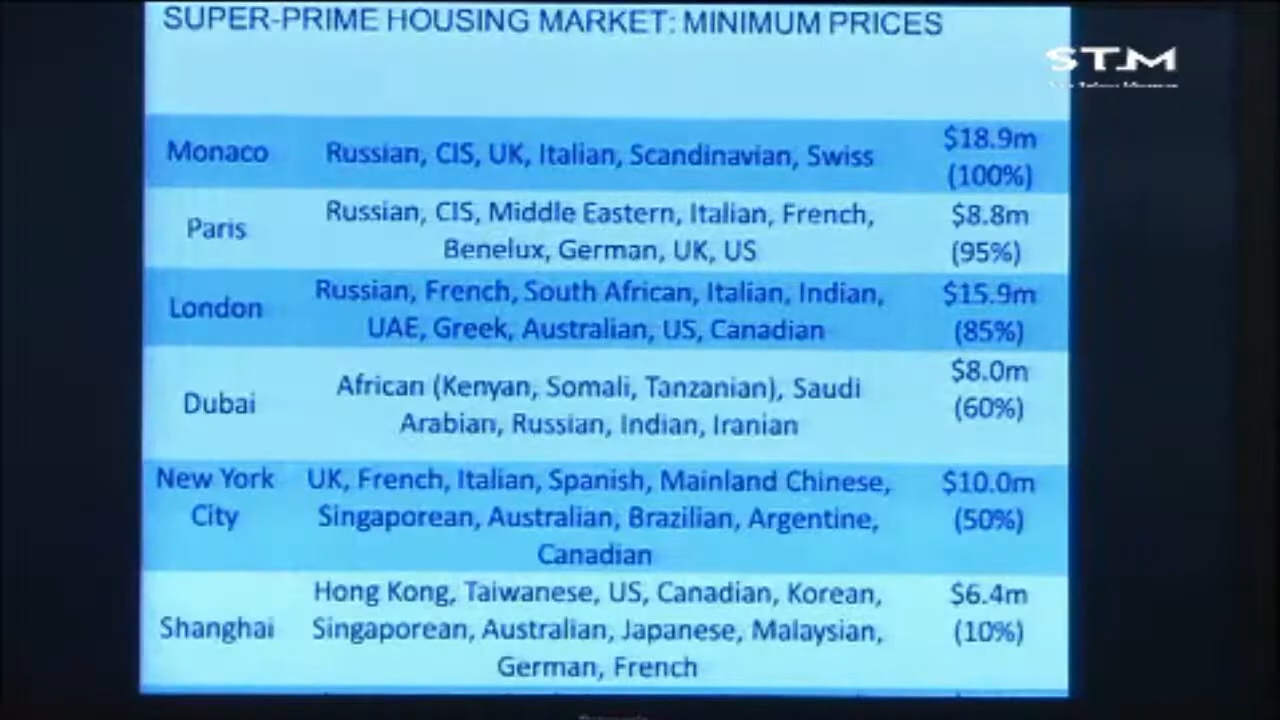 SUPER-PRIME HOUSING MARKET: MINIMUM PRICES
STM
Monaco
Russian, CIS, UK, Italian, Scandinavian, Swiss
$18.9m
(100%)
Paris
Russian, CIS, Middle Eastern, Italian, French,
Benelux, German, UK, US
$8.8m
(95%)
London
Russian, French, South African, Italian, Indian,
UAE, Greek, Australian, US, Canadian
$15.9m
(85%)
Dubai
African (Kenyan, Somali, Tanzanian), Saudi
Arabian, Russian, Indian, Iranian
$8.0m
(60%)
New York
City
UK, French, Italian, Spanish, Mainland Chinese,
Singaporean, Australian, Brazilian, Argentine,
Canadian
$10.0m
(50%)
Shanghai
Hong Kong, Taiwanese, US, Canadian, Korean,
Singaporean, Australian, Japanese, Malaysian,
German, French
$6.4m
(10%)